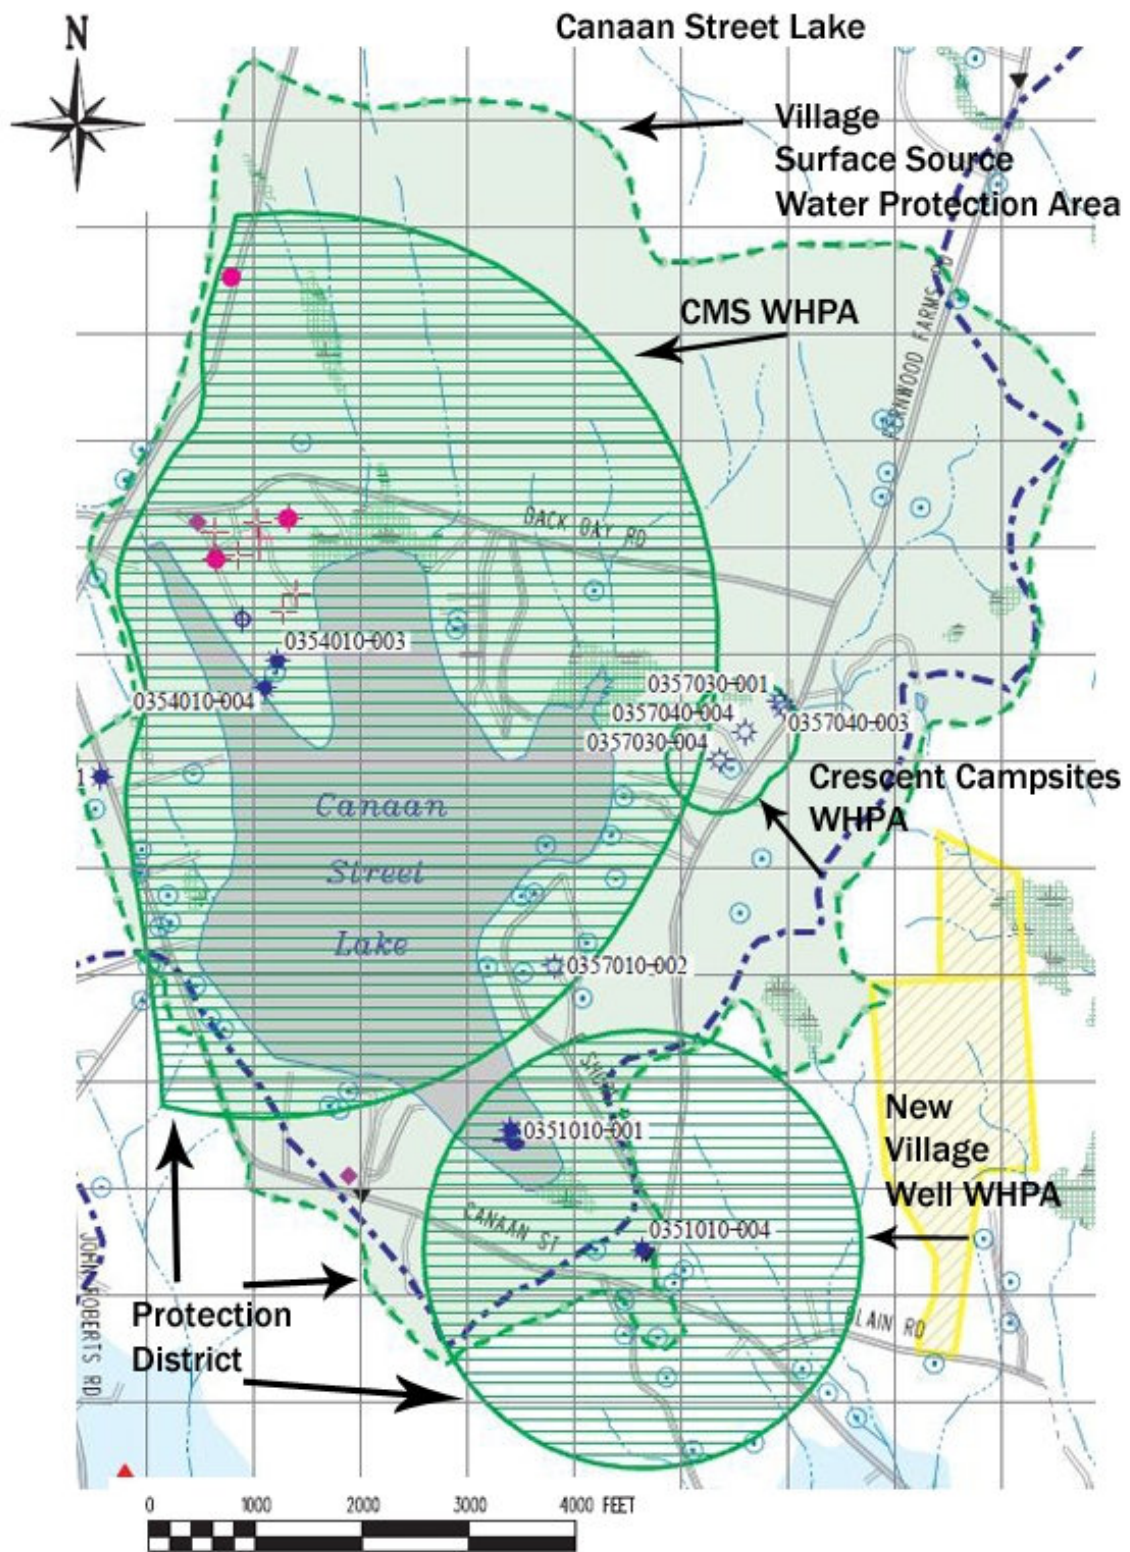 Canaan Street Lake
N
Village
Surface Source
Water Protection Area
CMS WHPA
FERNWOOD FARMS RD
BACK BAY RD
0354010-003
0357030-001
0354010-004
0357040-004
0357040-003
0357030-004
1
Crescent Campsites
WHPA
Canaan
Street
Lake
0357010-002
SHORE
New
Village
Well WHPA
0351010-001
CANAAN ST
0351010-004
JOHN ROBERTS RD
Protection
District
BLAIN RD
0 1000 2000 3000 4000 FEET